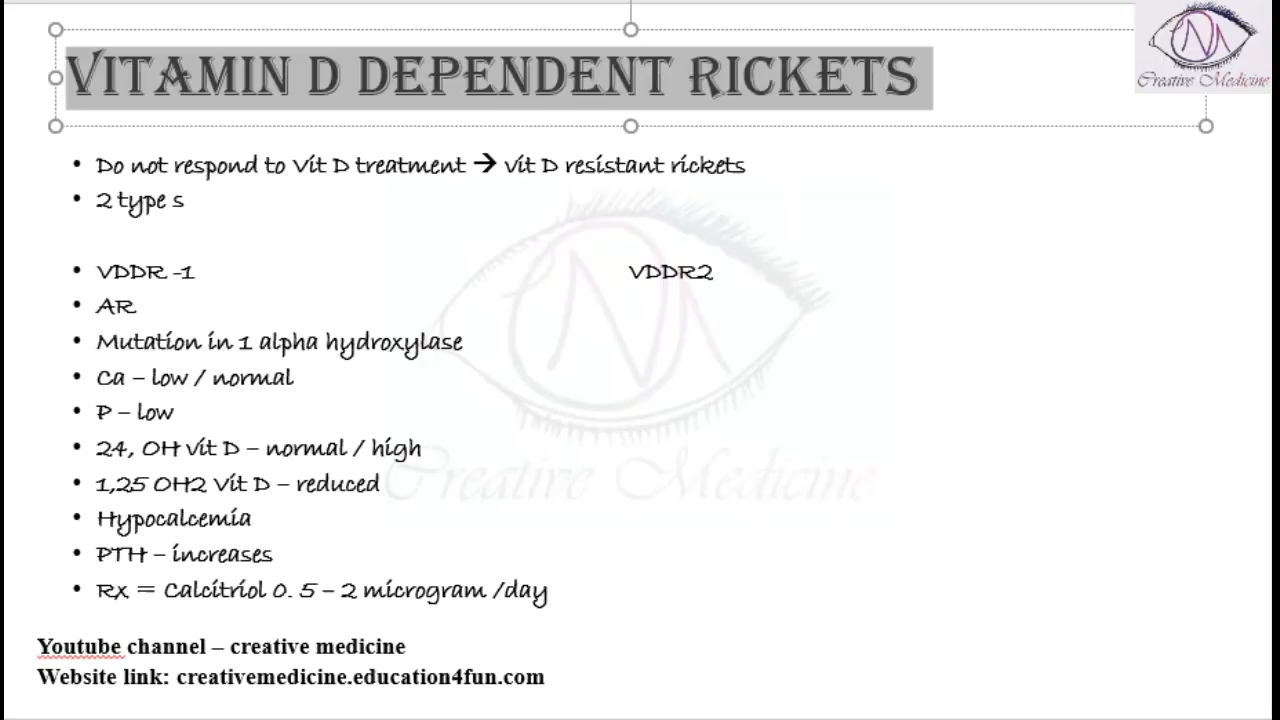 VITAMIN D DEPENDENT RICKETS
Creative Medicine
• Do not respond to Vit D treatment → vit D resistant rickets
• 2 type s
• VDDR -1 VDDR2
• AR
• Mutation in 1 alpha hydroxylase
• Ca – low / normal
• P – low
• 24, OH vit D – normal / high
• 1,25 OH2 Vit D – reduced
Creative Medicine
• Hypocalcemia
• PTH – increases
• Rx = Calcitriol 0. 5 – 2 microgram /day
Youtube channel – creative medicine
Website link: creativemedicine.education4fun.com